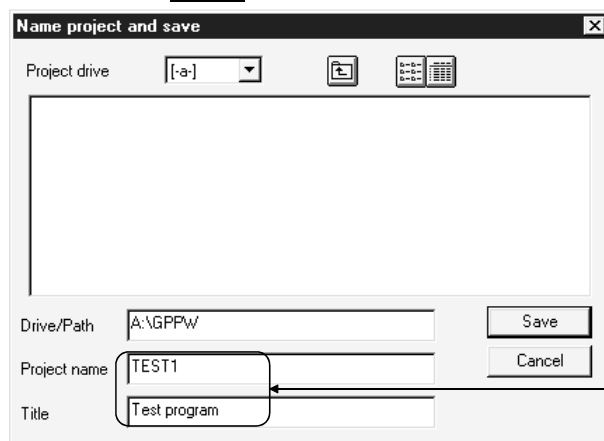 Name project and save
Project drive [-a-]
Drive/Path A:\GPPW
Save
Project name TEST1
Cancel
Title Test program